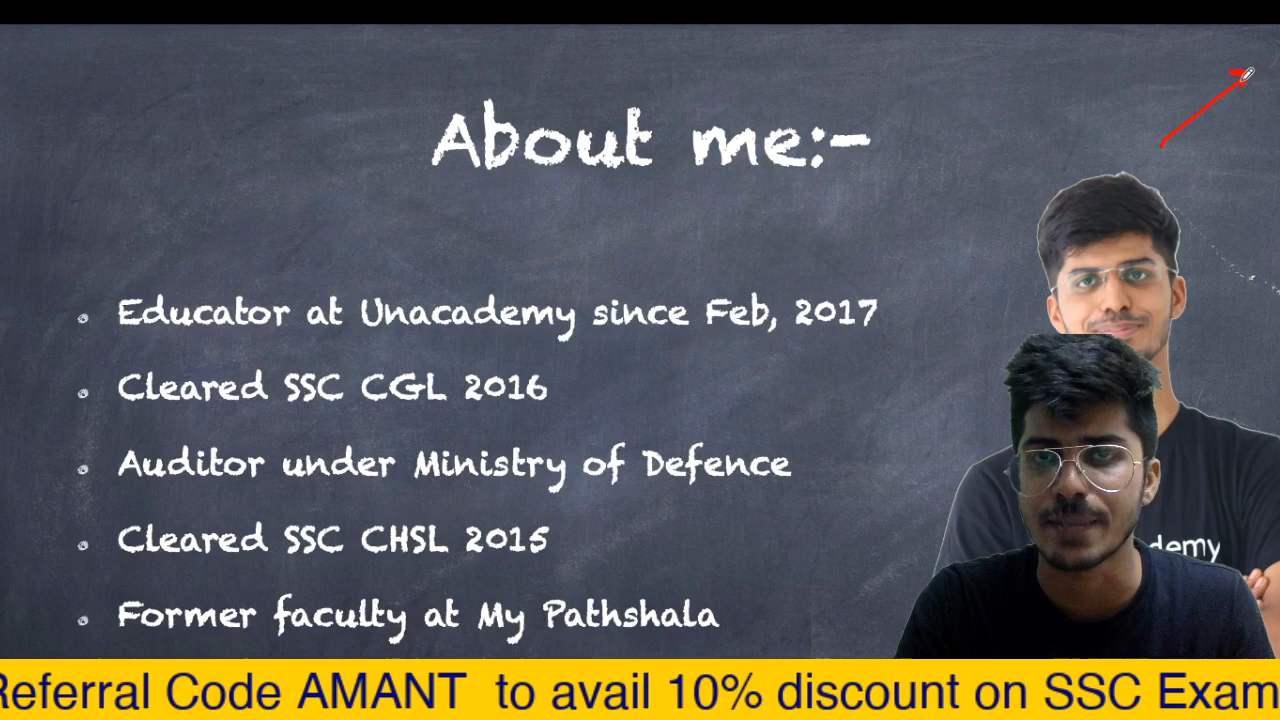 About me:-
Educator at Unacademy since Feb, 2017
Cleared SSC CGL 2016
Auditor under Ministry of Defence
Cleared SSC CHSL 2015
demy
Former faculty at My Pathshala
Referral Code AMANT to avail 10% discount on SSC Exam